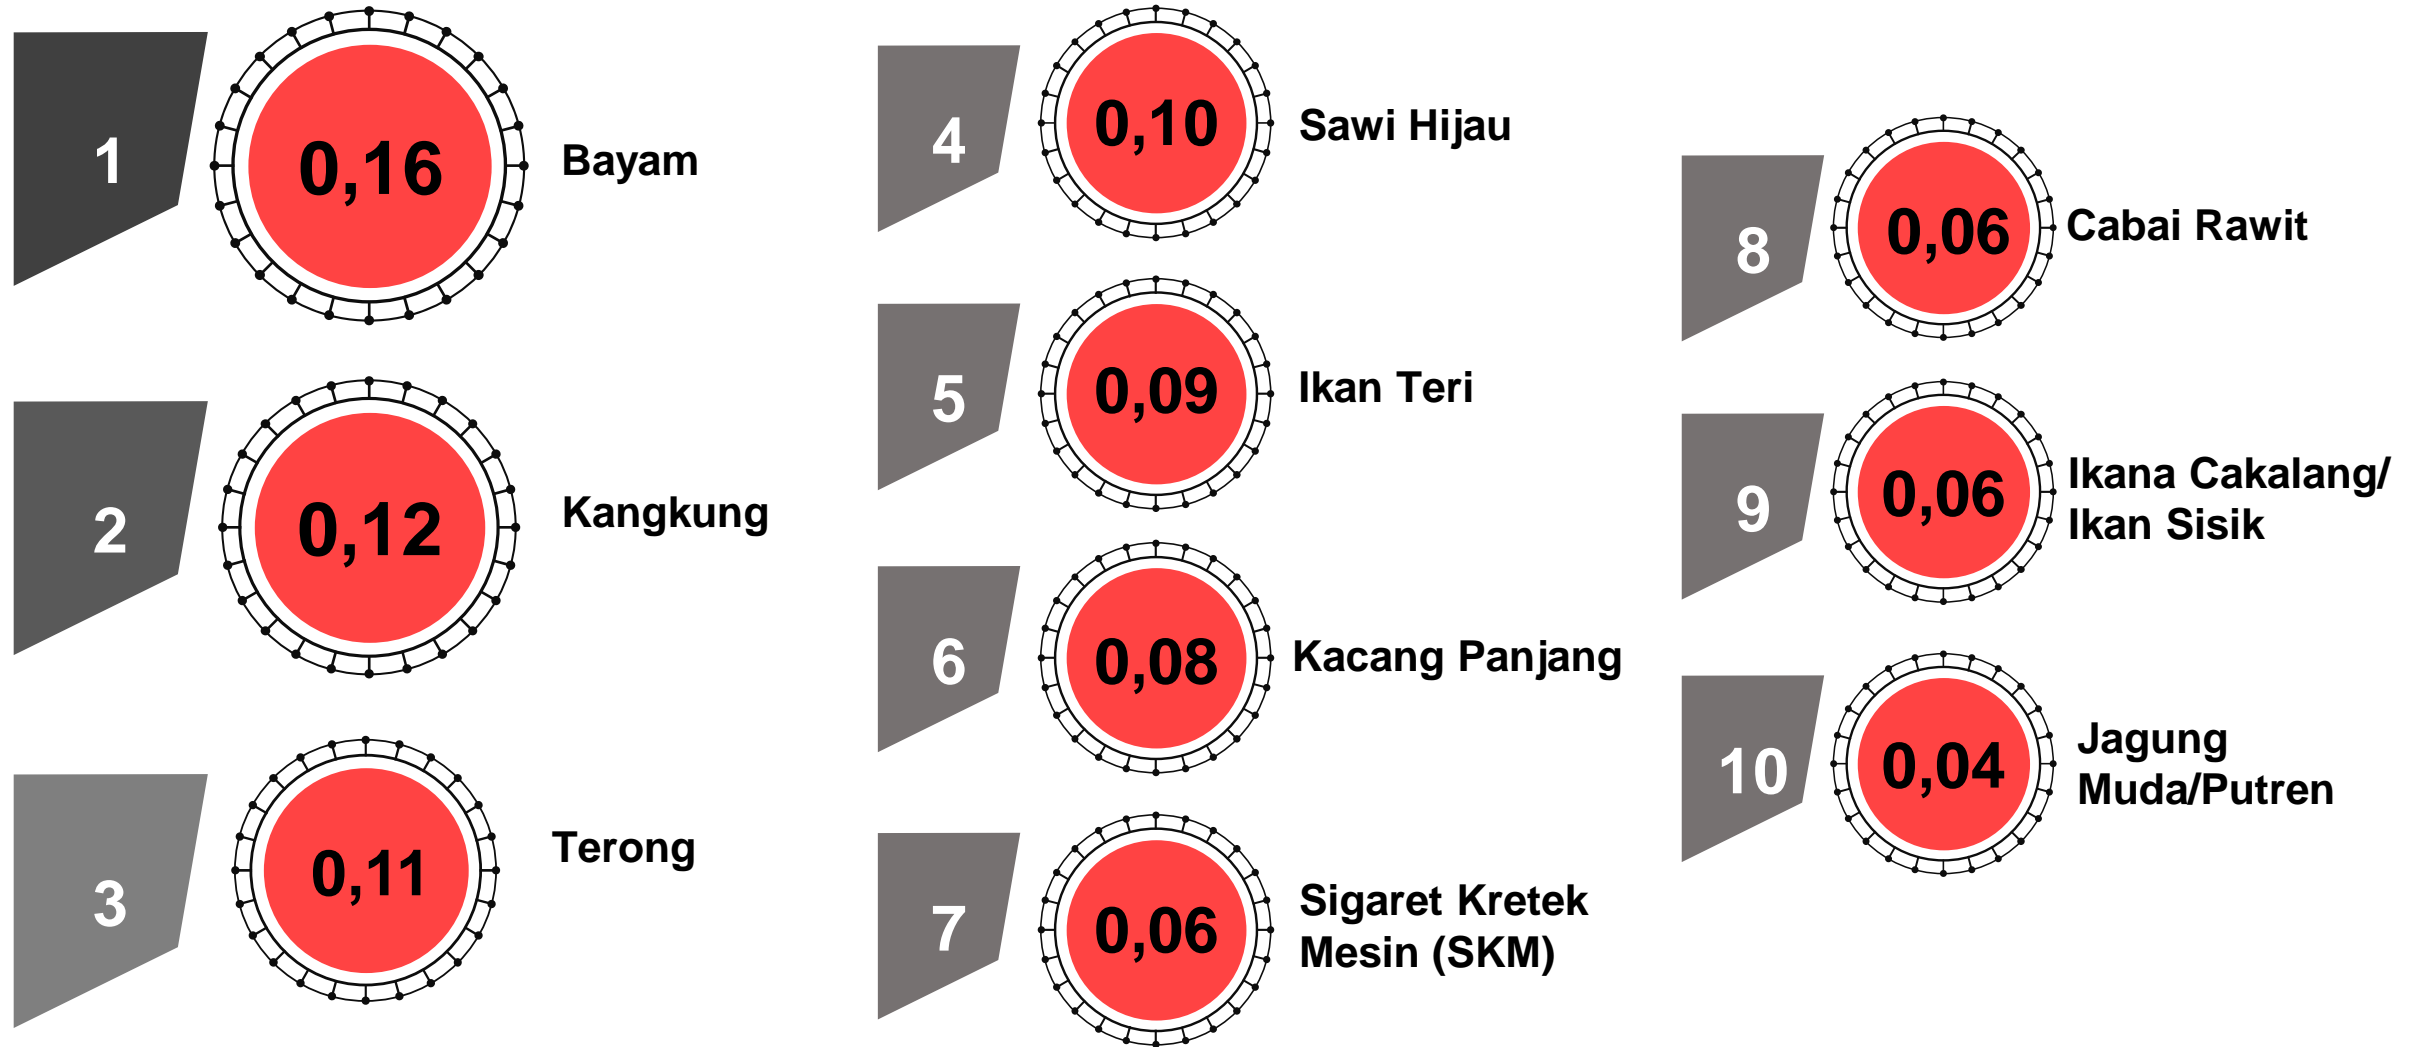 1
0,16
Bayam
2
0,12
Kangkung
3
0,11
Terong
4
0,10
Sawi Hijau
5
0,09
Ikan Teri
6
0,08
Kacang Panjang
7
0,06
Sigaret Kretek
Mesin (SKM)
8
0,06
Cabai Rawit
9
0,06
Ikana Cakalang/
Ikan Sisik
10
0,04
Jagung
Muda/Putren